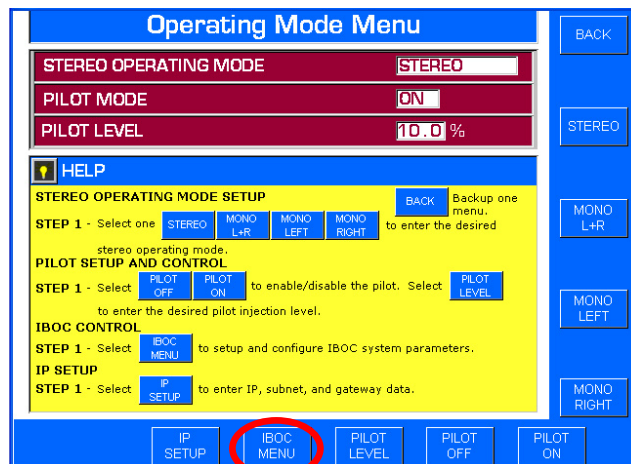 Operating Mode Menu
BACK
STEREO OPERATING MODE STEREO
PILOT MODE ON
PILOT LEVEL 10.0 %
STEREO
HELP
STEREO OPERATING MODE SETUP BACK Backup one
menu.
STEP 1 - Select one STEREO MONO L+R MONO LEFT MONO RIGHT to enter the desired
stereo operating mode.
MONO
L+R
PILOT SETUP AND CONTROL
STEP 1 - Select PILOT OFF PILOT ON to enable/disable the pilot. Select PILOT LEVEL
to enter the desired pilot injection level.
MONO
LEFT
IBOC CONTROL
STEP 1 - Select IBOC MENU to setup and configure IBOC system parameters.
IP SETUP
STEP 1 - Select IP SETUP to enter IP, subnet, and gateway data.
MONO
RIGHT
IP IBOC PILOT PILOT PILOT
SETUP MENU LEVEL OFF ON